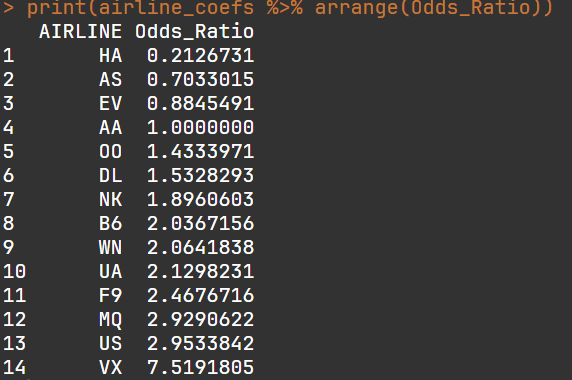 > print(airline_coefs %>% arrange(Odds_Ratio))
   AIRLINE Odds_Ratio
1       HA  0.2126731
2       AS  0.7033015
3       EV  0.8845491
4       AA  1.0000000
5       OO  1.4333971
6       DL  1.5328293
7       NK  1.8960603
8       B6  2.0367156
9       WN  2.0641838
10      UA  2.1298231
11      F9  2.4676716
12      MQ  2.9290622
13      US  2.9533842
14      VX  7.5191805